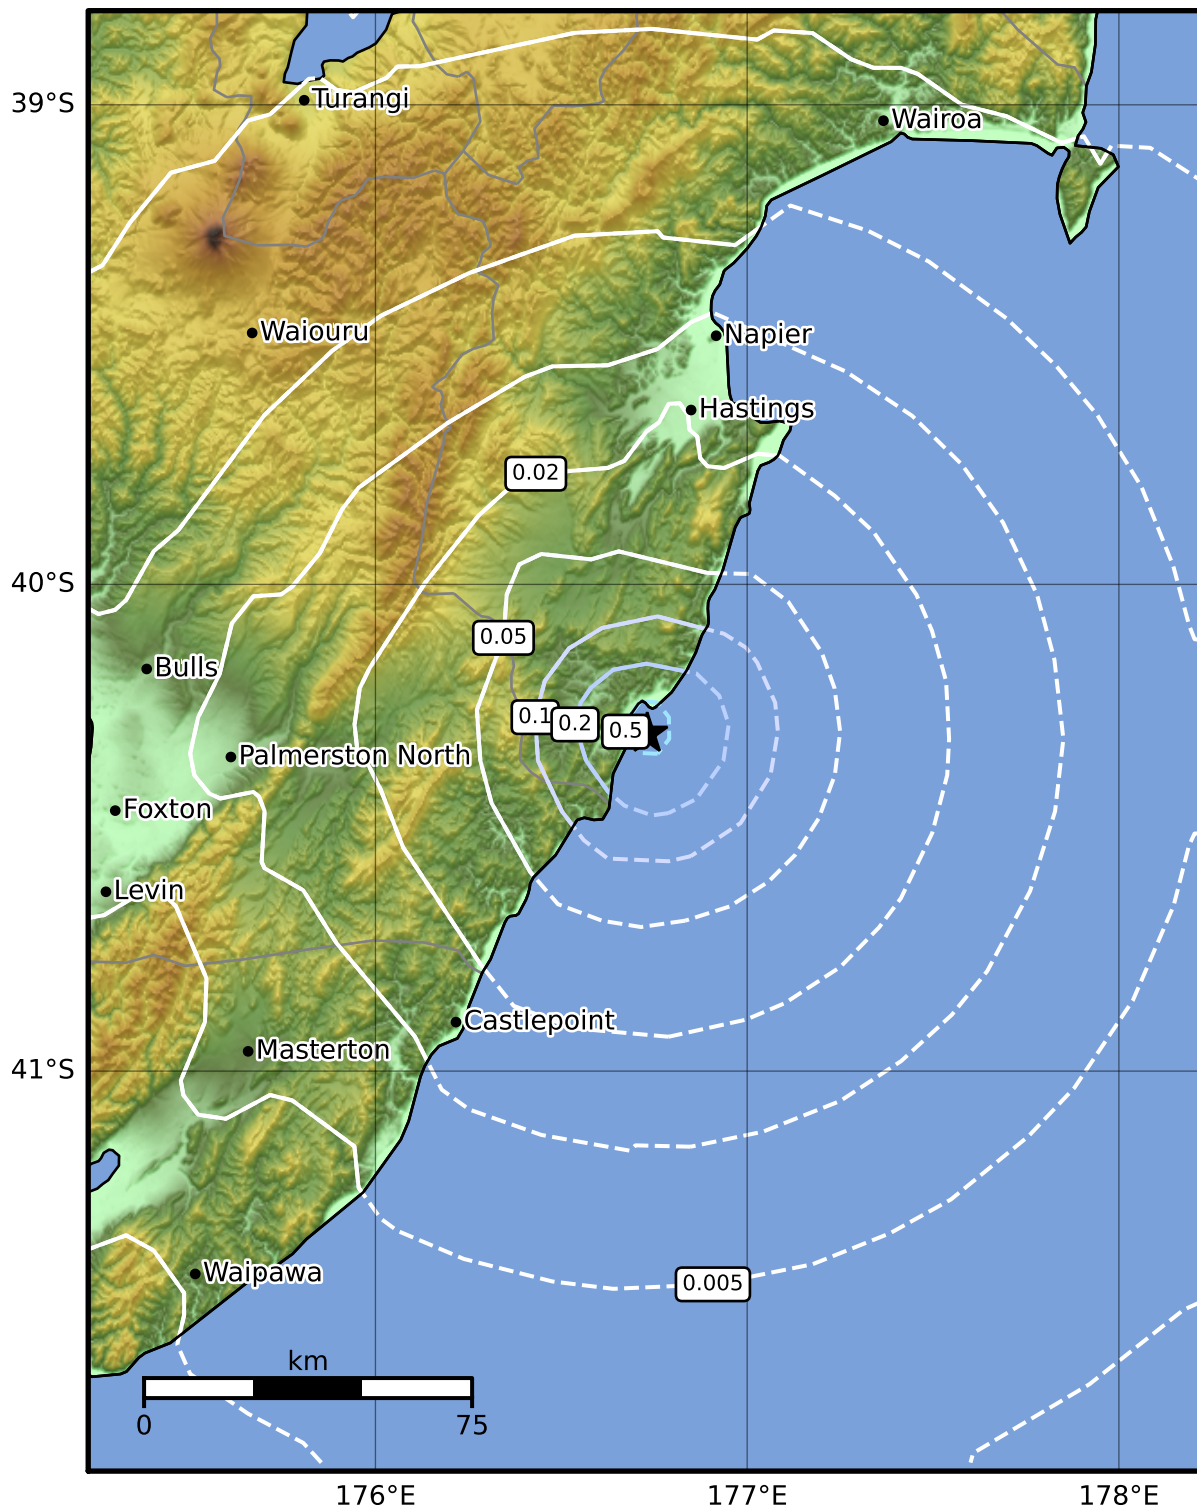 39°S
Turangi
Wairoa
Waiouru
Napier
Hastings
0.02
40°S
0.05
Bulls
0.1
0.2
0.5
Palmerston North
Foxton
Levin
Castlepoint
Masterton
41°S
Waipawa
0.005
km
0
75
176°E
177°E
178°E